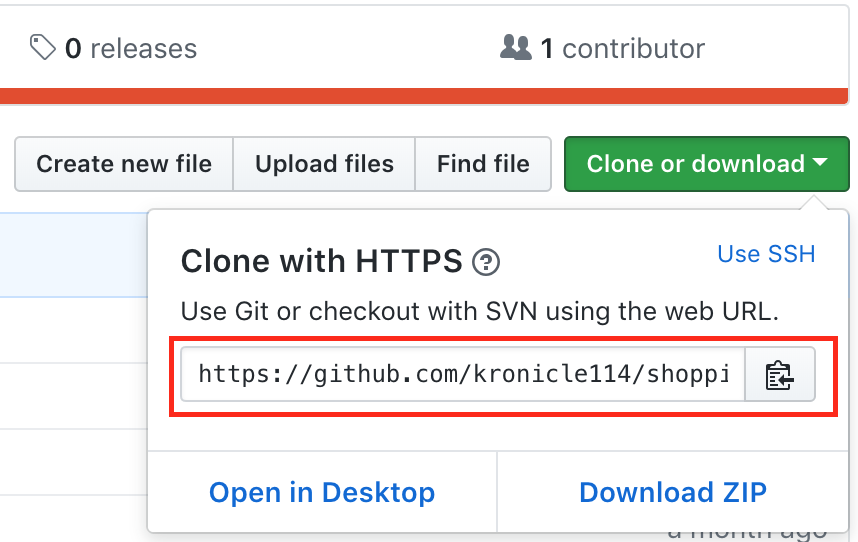 0 releases
1 contributor
Create new file
Upload files
Find file
Clone or download
Clone with HTTPS
Use SSH
Use Git or checkout with SVN using the web URL.
https://github.com/kronicle114/shoppi
Open in Desktop
Download ZIP
a month ago